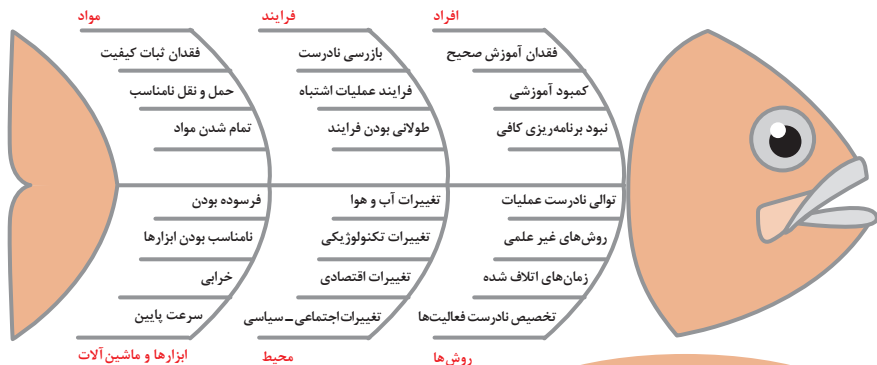 افراد
فرایند
مواد
فقدان آموزش صحیح
بازرسی نادرست
فقدان ثبات کیفیت
کمبود آموزشی
فرایند عملیات اشتباه
حمل و نقل نامناسب
نبود برنامه‌ریزی کافی
طولانی بودن فرایند
تمام شدن مواد
توالی نادرست عملیات
تغییرات آب و هوا
فرسوده بودن
روش‌های غیر علمی
تغییرات تکنولوژیکی
نامناسب بودن ابزارها
زمان‌های اتلاف شده
تغییرات اقتصادی
خرابی
تخصیص نادرست فعالیت‌ها
تغییرات اجتماعی ـ سیاسی
سرعت پایین
روش‌ها
محیط
ابزارها و ماشین آلات